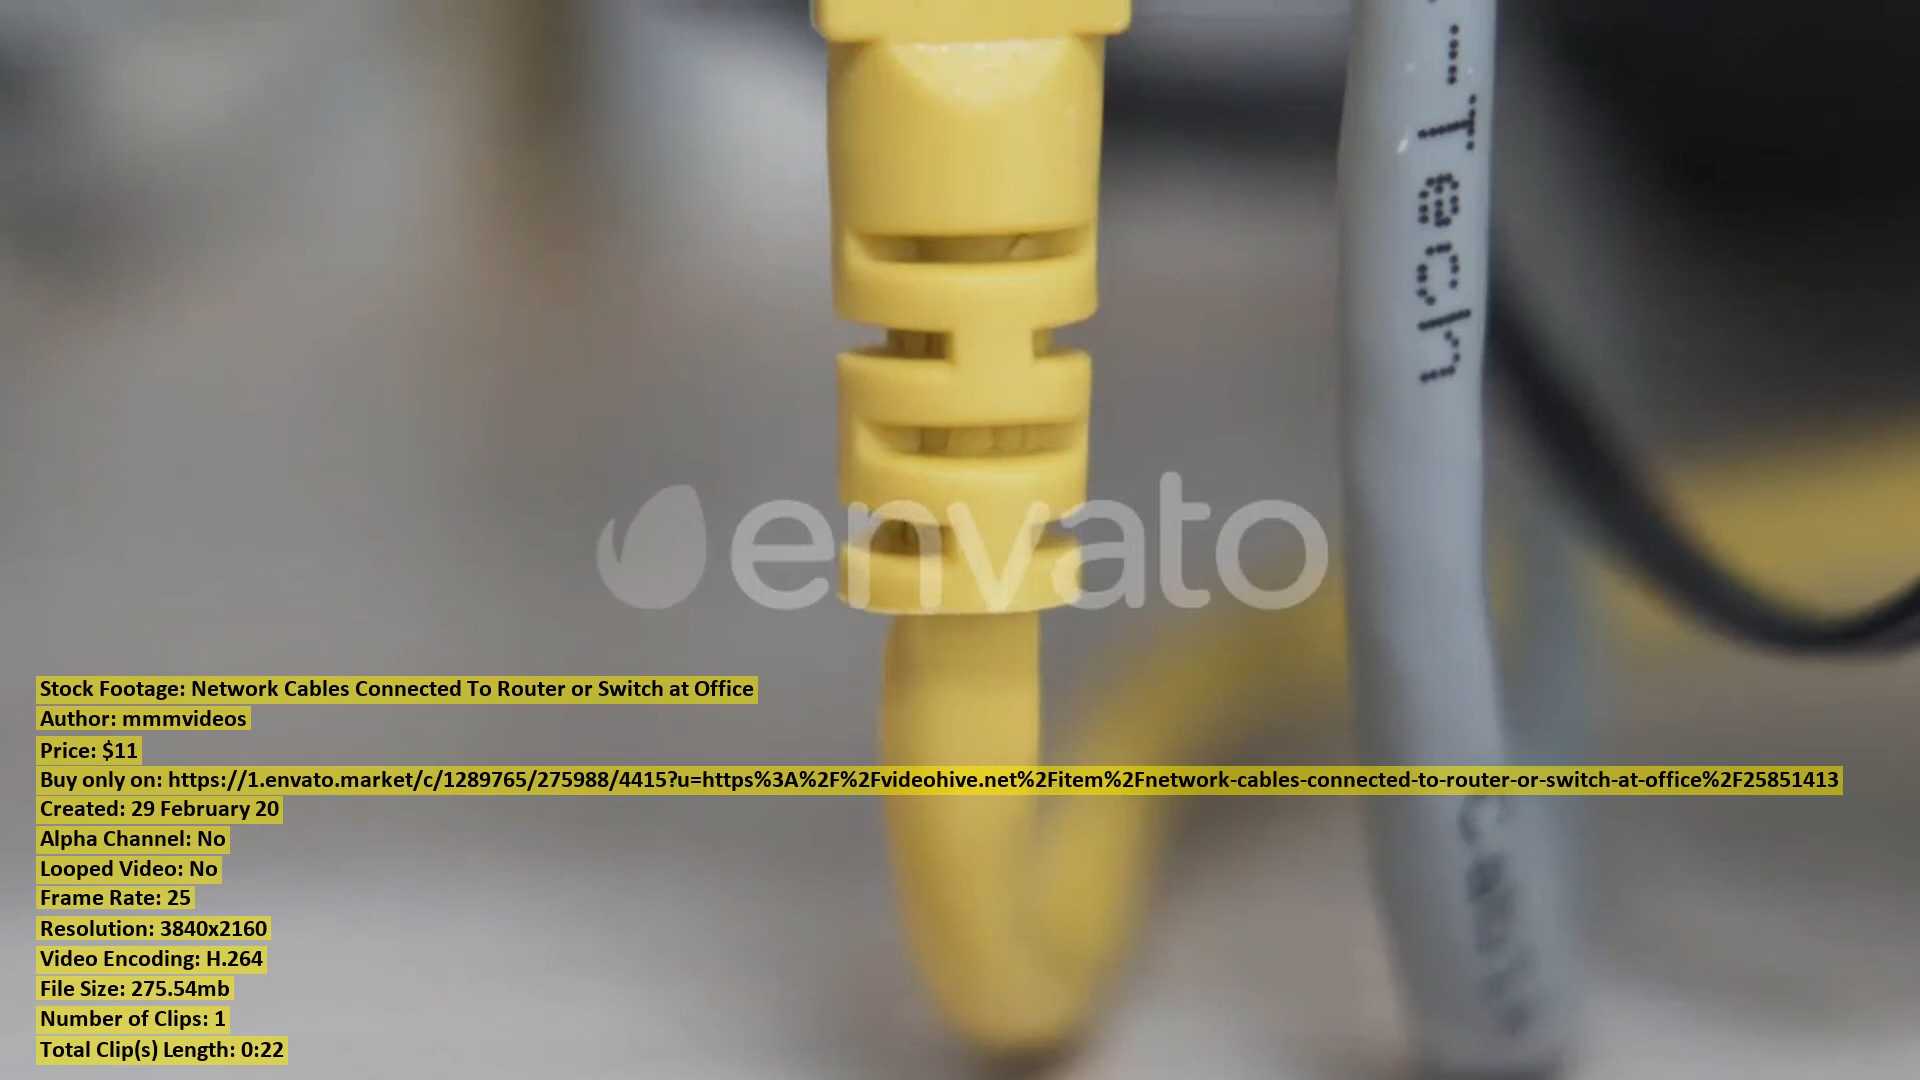 Tech
envato
Stock Footage: Network Cables Connected To Router or Switch at Office
Author: mmmvideos
Price: $11
Buy only on: https://1.envato.market/c/1289765/275988/4415?u=https%3A%2F%2Fvideohive.net%2Fitem%2Fnetwork-cables-connected-to-router-or-switch-at-office%2F25851413
Created: 29 February 20
Alpha Channel: No
Looped Video: No
Frame Rate: 25
Resolution: 3840x2160
Video Encoding: H.264
File Size: 275.54mb
Number of Clips: 1
Total Clip(s) Length: 0:22